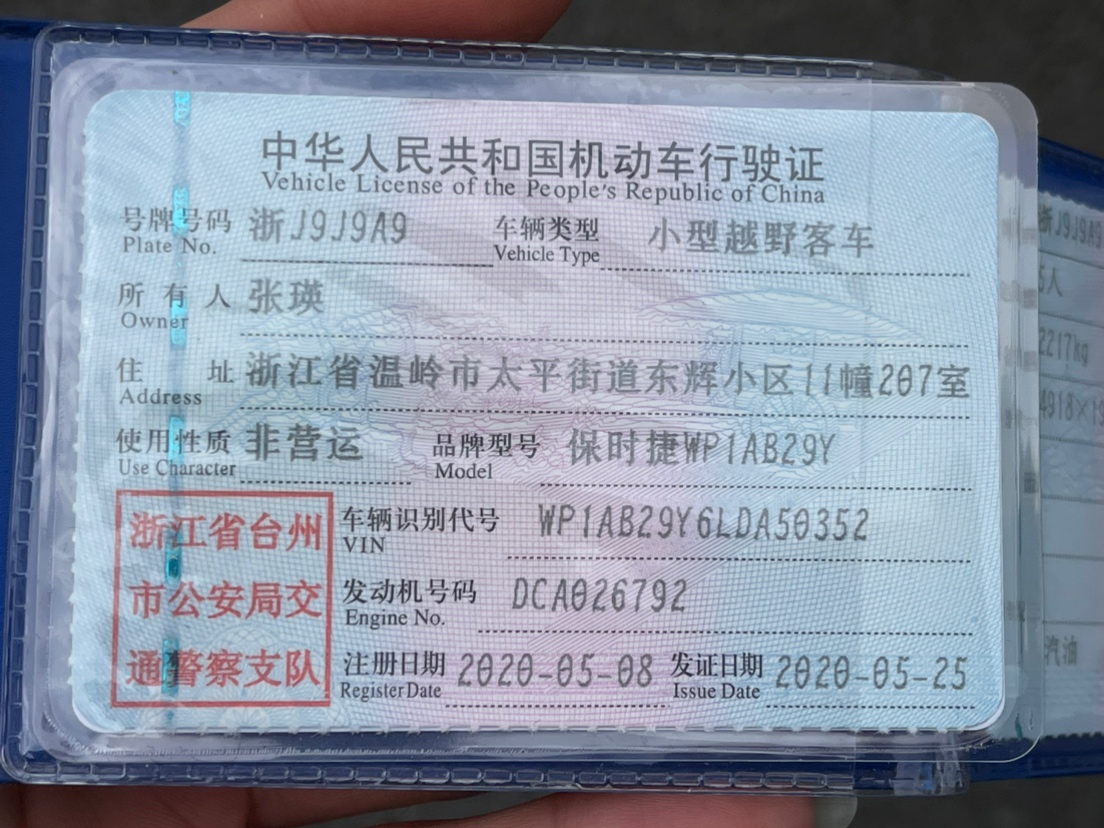 中华人民共和国机动车行驶证
Vehicle License of the People's Republic of China
号牌号码 浙J9J9A9 车辆类型 小型越野客车
Plate No. Vehicle Type
所有人 张瑛
Owner
住址 浙江省温岭市太平街道东辉小区11幢207室
Address
使用性质 非营运 品牌型号 保时捷WP1AB29Y
Use Character Model
浙江省台州
市公安局交
通警察支队
车辆识别代号 WP1AB29Y6LDA50352
VIN
发动机号码 DCA026792
Engine No.
注册日期 2020-05-08 发证日期 2020-05-25
Register Date Issue Date
浙J9J9A9
5人
2217kg
4918×19
汽油